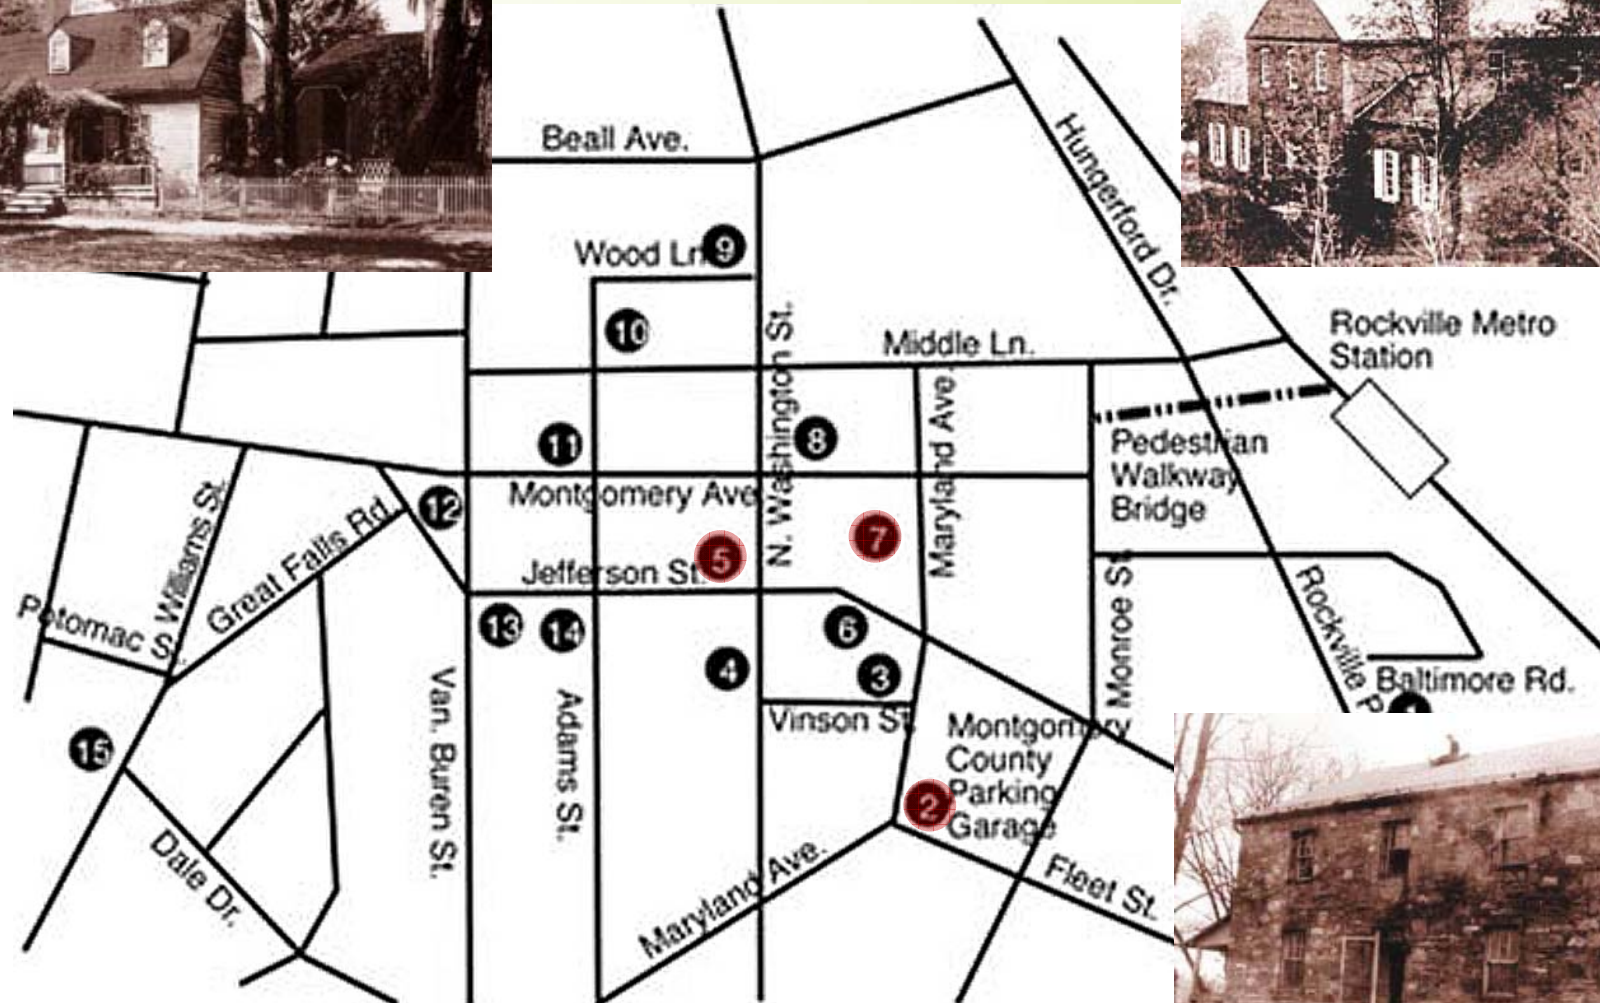 Beall Ave.
Hungerford Dr.
Wood Ln.
9
10
N. Washington St.
Middle Ln.
Rockville Metro
Station
11
8
Maryland Ave.
Pedestrian
Walkway
Bridge
Montgomery Ave
12
Williams St.
Great Falls Rd.
5
7
Jefferson St.
Potomac S
13
14
6
4
3
Monroe St
Rockville P
Baltimore Rd.
1
Vinson St.
Montgomery
County
Parking
Garage
2
15
Van. Buren St.
Adams St.
Dale Dr.
Maryland Ave.
Fleet St.